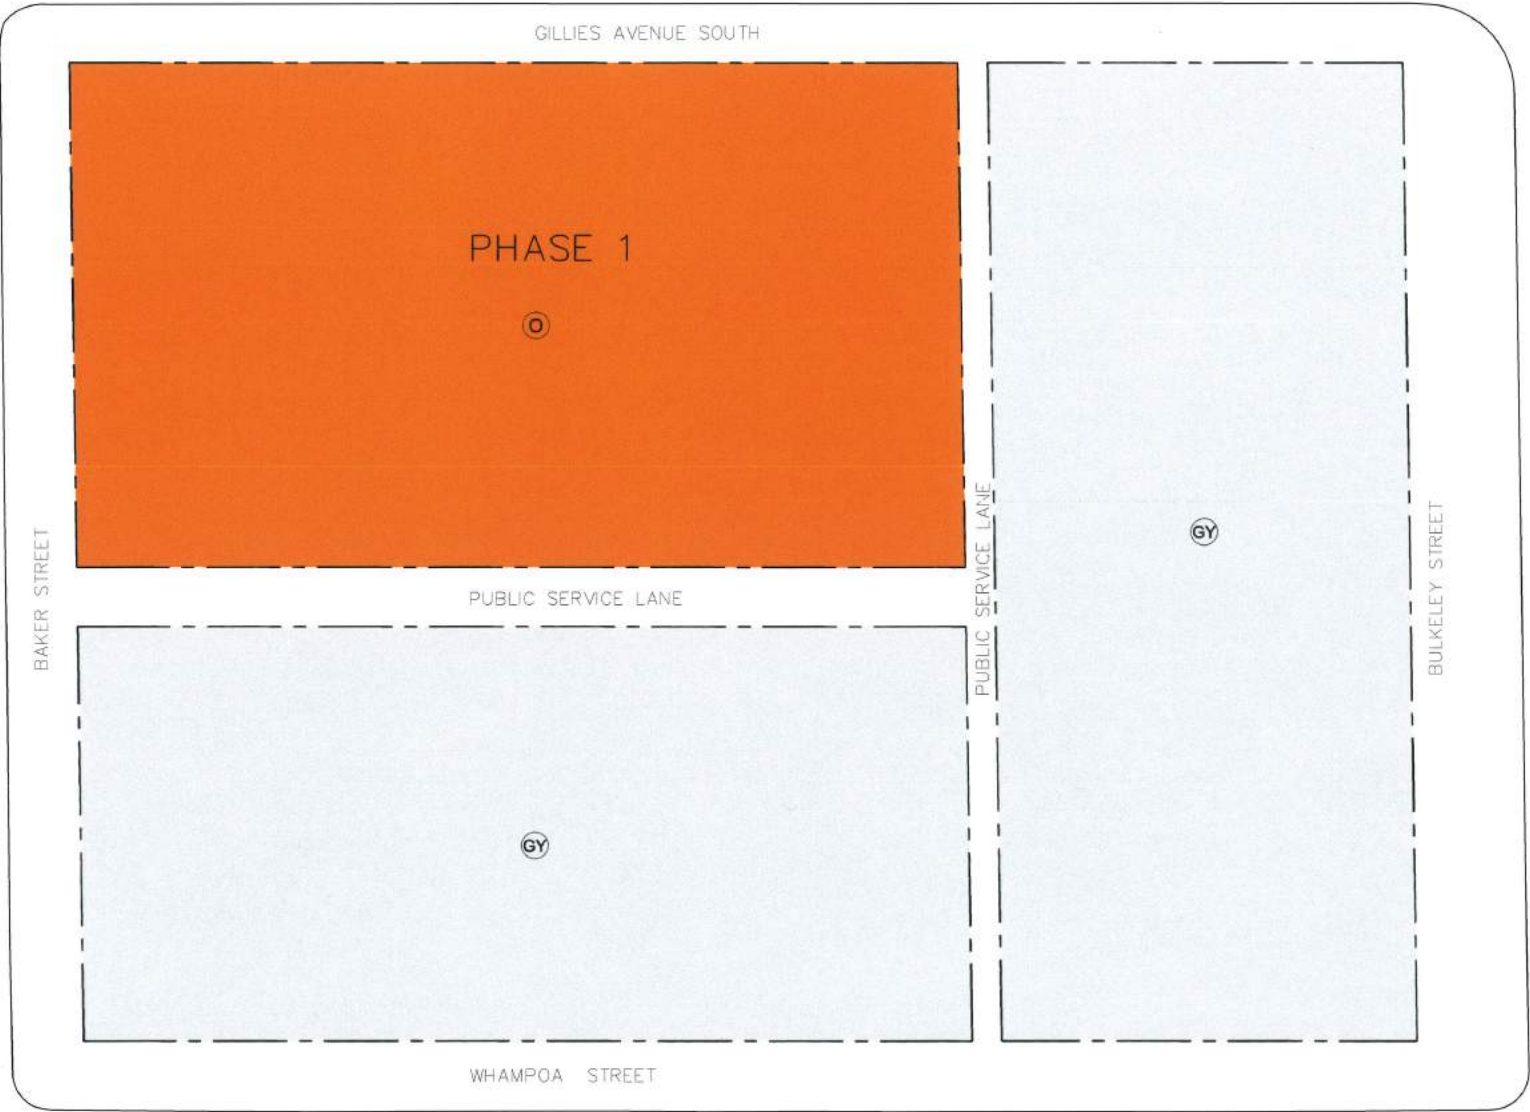 GILLIES AVENUE SOUTH
PHASE 1
O
BAKER STREET
PUBLIC SERVICE LANE
PUBLIC SERVICE LANE
GY
BULKELEY STREET
GY
WHAMPOA STREET